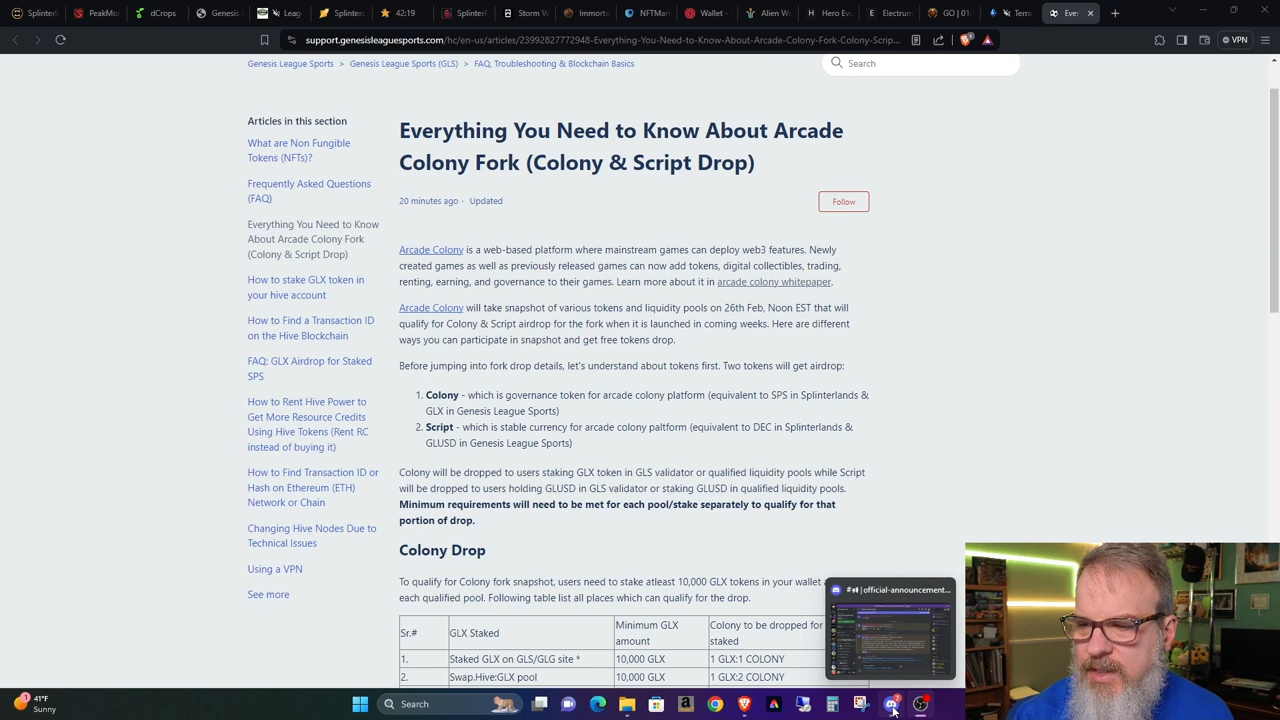 Splinterl
PeakMo
dCrops
Genesis
Leagu
Splinter
42:19
Splinterl
Storm W
Immorta
NFTMar
Wallet -
Alien W
Hero Ev
Electrum
GO | 01:
Terra
Ever
support.genesisleaguesports.com/hc/en-us/articles/23992827772948-Everything-You-Need-to-Know-About-Arcade-Colony-Fork-Colony-Scrip...
1
VPN
Genesis League Sports > Genesis League Sports (GLS) > FAQ, Troubleshooting & Blockchain Basics
Search
Articles in this section
What are Non Fungible
Tokens (NFTs)?
Frequently Asked Questions
(FAQ)
Everything You Need to Know
About Arcade Colony Fork
(Colony & Script Drop)
How to stake GLX token in
your hive account
How to Find a Transaction ID
on the Hive Blockchain
FAQ: GLX Airdrop for Staked
SPS
How to Rent Hive Power to
Get More Resource Credits
Using Hive Tokens (Rent RC
instead of buying it)
How to Find Transaction ID or
Hash on Ethereum (ETH)
Network or Chain
Changing Hive Nodes Due to
Technical Issues
Using a VPN
See more
Everything You Need to Know About Arcade
Colony Fork (Colony & Script Drop)
20 minutes ago · Updated
Follow
Arcade Colony is a web-based platform where mainstream games can deploy web3 features. Newly
created games as well as previously released games can now add tokens, digital collectibles, trading,
renting, earning, and governance to their games. Learn more about it in arcade colony whitepaper.
Arcade Colony will take snapshot of various tokens and liquidity pools on 26th Feb, Noon EST that will
qualify for Colony & Script airdrop for the fork when it is launched in coming weeks. Here are different
ways you can participate in snapshot and get free tokens drop.
Before jumping into fork drop details, let's understand about tokens first. Two tokens will get airdrop:
1. Colony - which is governance token for arcade colony platform (equivalent to SPS in Splinterlands &
GLX in Genesis League Sports)
2. Script - which is stable currency for arcade colony paltform (equivalent to DEC in Splinterlands &
GLUSD in Genesis League Sports)
Colony will be dropped to users staking GLX token in GLS validator or qualified liquidity pools while Script
will be dropped to users holding GLUSD in GLS validator or staking GLUSD in qualified liquidity pools.
Minimum requirements will need to be met for each pool/stake separately to qualify for that
portion of drop.
Colony Drop
To qualify for Colony fork snapshot, users need to stake atleast 10,000 GLX tokens in your wallet
each qualified pool. Following table list all places which can qualify for the drop.
Sr.# GLX Staked Minimum GLX amount Colony to be dropped for staked
1. Staked GLX on GLS/GLG site * 10,000 GLX 1 GLX:1 COLONY
2. Swap.Hive:GLX pool 10,000 GLX 1 GLX:2 COLONY
#official-announcement...
41°F
Sunny
Search